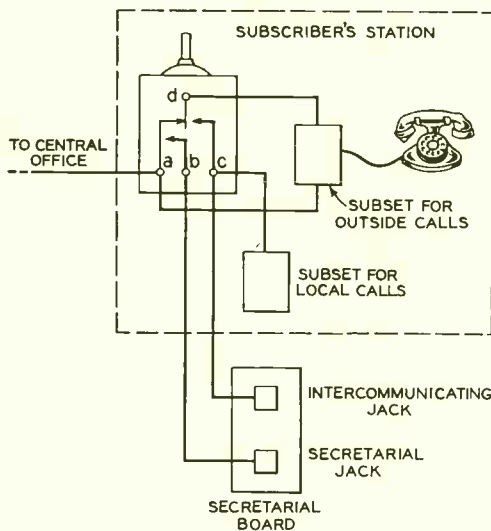 SUBSCRIBER'S STATION
d
TO CENTRAL
OFFICE
a b c
SUBSET FOR
OUTSIDE CALLS
SUBSET FOR
LOCAL CALLS
INTERCOMMUNICATING
JACK
SECRETARIAL
JACK
SECRETARIAL
BOARD